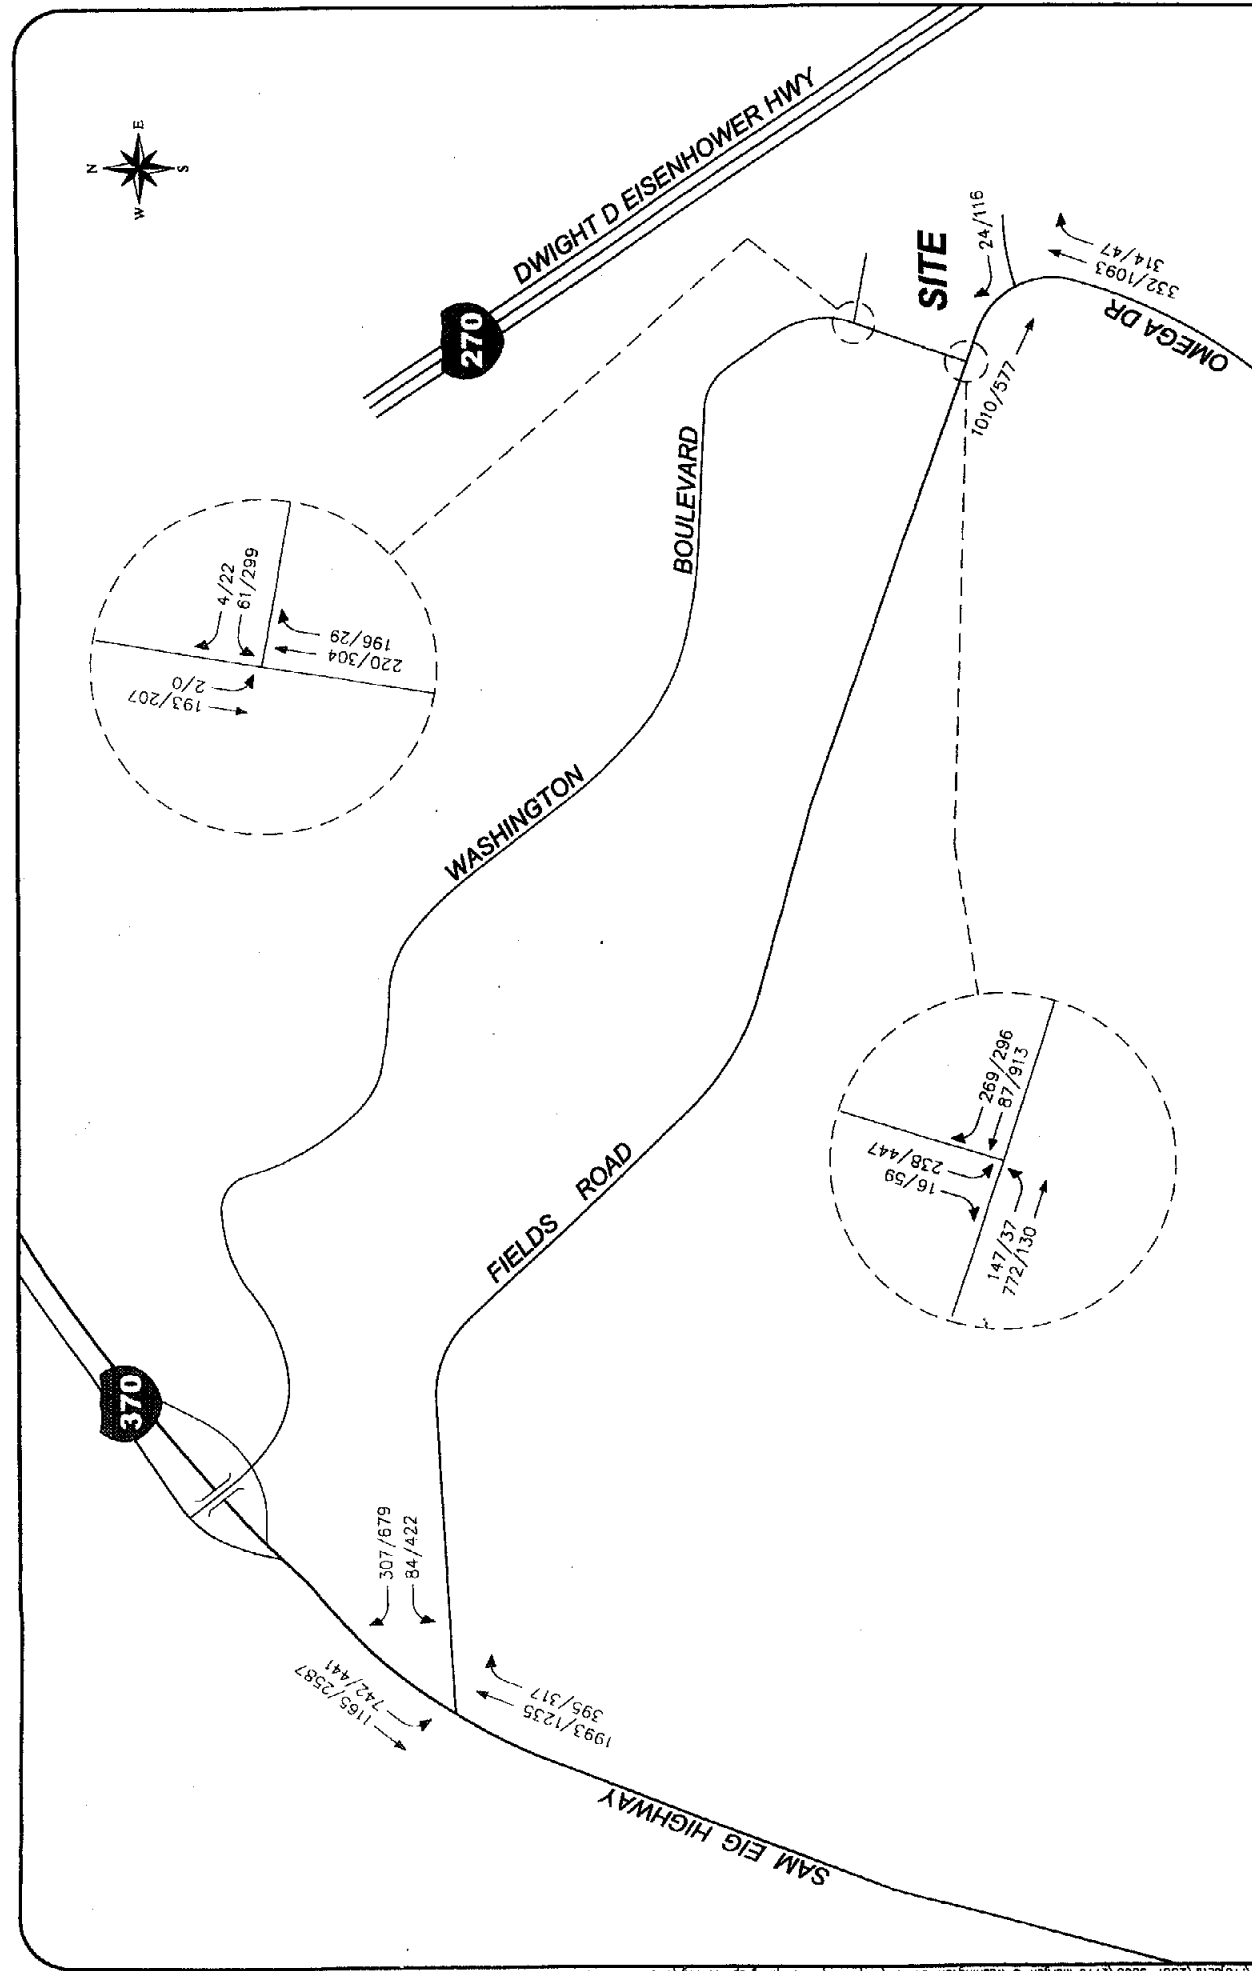 N
E
S
W
DWIGHT D EISENHOWER HWY
270
SITE
24/116
314/47
332/1093
OMEGA DR
1010/577
BOULEVARD
WASHINGTON
4/22
61/299
196/29
220/304
2/0
193/207
269/296
87/913
238/447
16/59
147/37
772/130
FIELDS ROAD
370
307/679
84/422
742/441
1165/2587
395/317
1993/1235
SAM EIG HIGHWAY